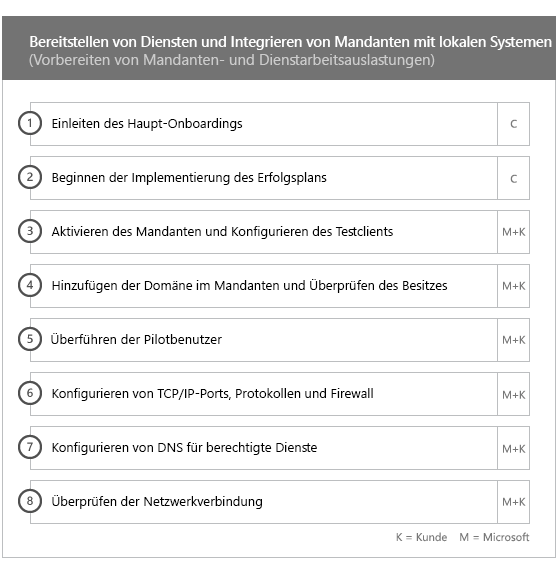 Bereitstellen von Diensten und Integrieren von Mandanten mit lokalen Systemen
(Vorbereiten von Mandanten- und Dienstarbeitsauslastungen)
1 Einleiten des Haupt-Onboardings C
2 Beginnen der Implementierung des Erfolgsplans C
3 Aktivieren des Mandanten und Konfigurieren des Testclients M+K
4 Hinzufügen der Domäne im Mandanten und Überprüfen des Besitzes M+K
5 Überführen der Pilotbenutzer M+K
6 Konfigurieren von TCP/IP-Ports, Protokollen und Firewall M+K
7 Konfigurieren von DNS für berechtigte Dienste M+K
8 Überprüfen der Netzwerkverbindung M+K
K = Kunde M = Microsoft